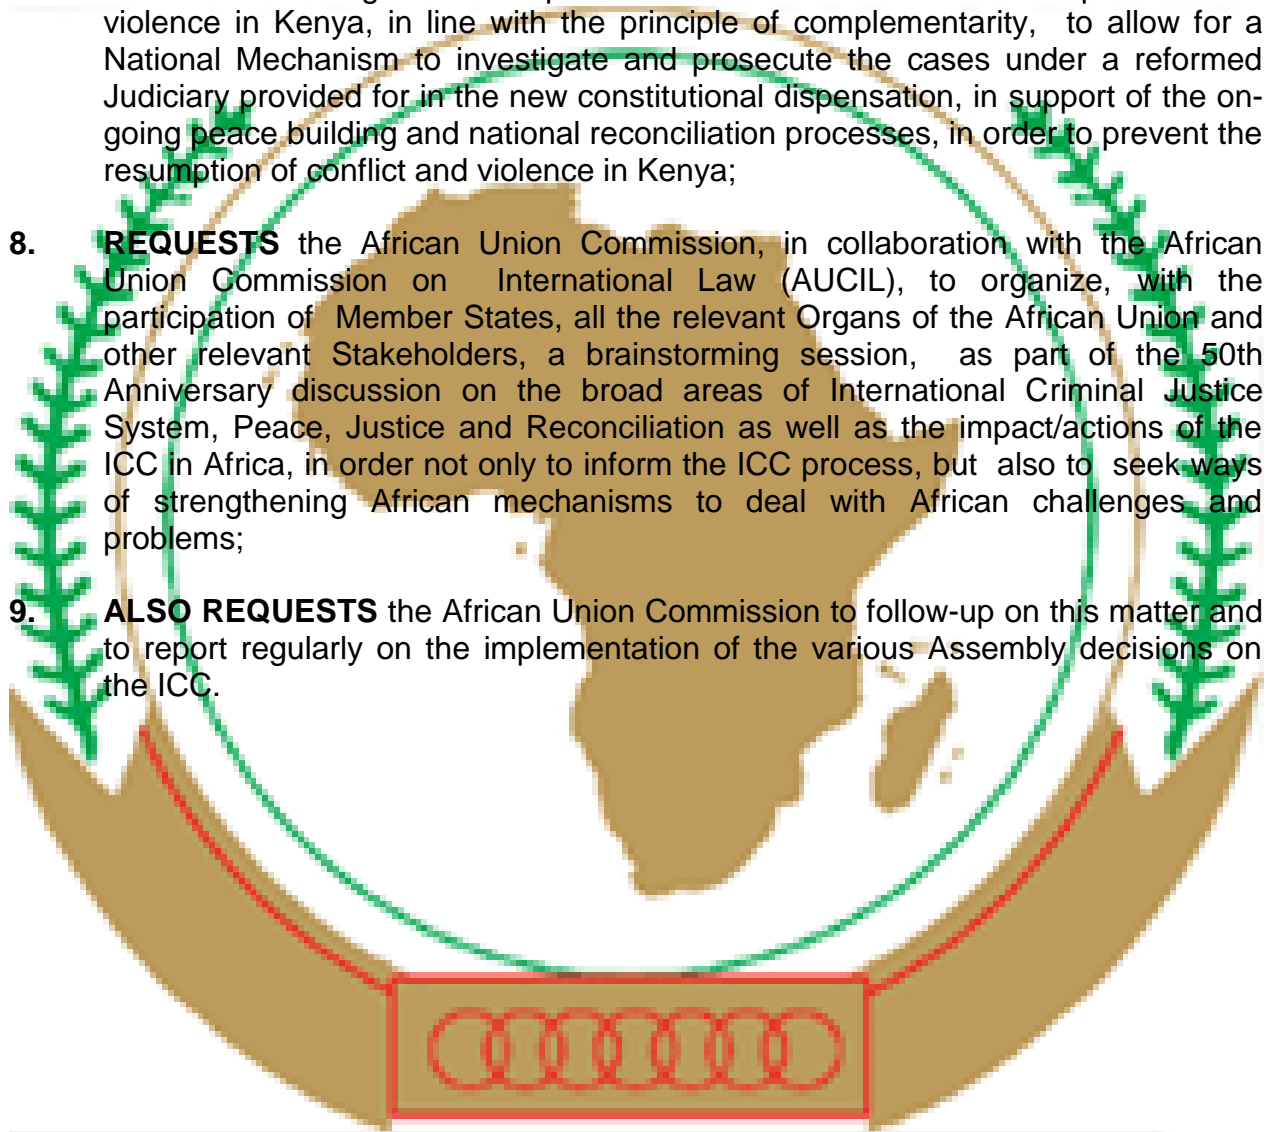 violence in Kenya, in line with the principle of complementarity, to allow for a
National Mechanism to investigate and prosecute the cases under a reformed
Judiciary provided for in the new constitutional dispensation, in support of the on-
going peace building and national reconciliation processes, in order to prevent the
resumption of conflict and violence in Kenya;
8. REQUESTS the African Union Commission, in collaboration with the African
Union Commission on International Law (AUCIL), to organize, with the
participation of Member States, all the relevant Organs of the African Union and
other relevant Stakeholders, a brainstorming session, as part of the 50th
Anniversary discussion on the broad areas of International Criminal Justice
System, Peace, Justice and Reconciliation as well as the impact/actions of the
ICC in Africa, in order not only to inform the ICC process, but also to seek ways
of strengthening African mechanisms to deal with African challenges and
problems;
9. ALSO REQUESTS the African Union Commission to follow-up on this matter and
to report regularly on the implementation of the various Assembly decisions on
the ICC.